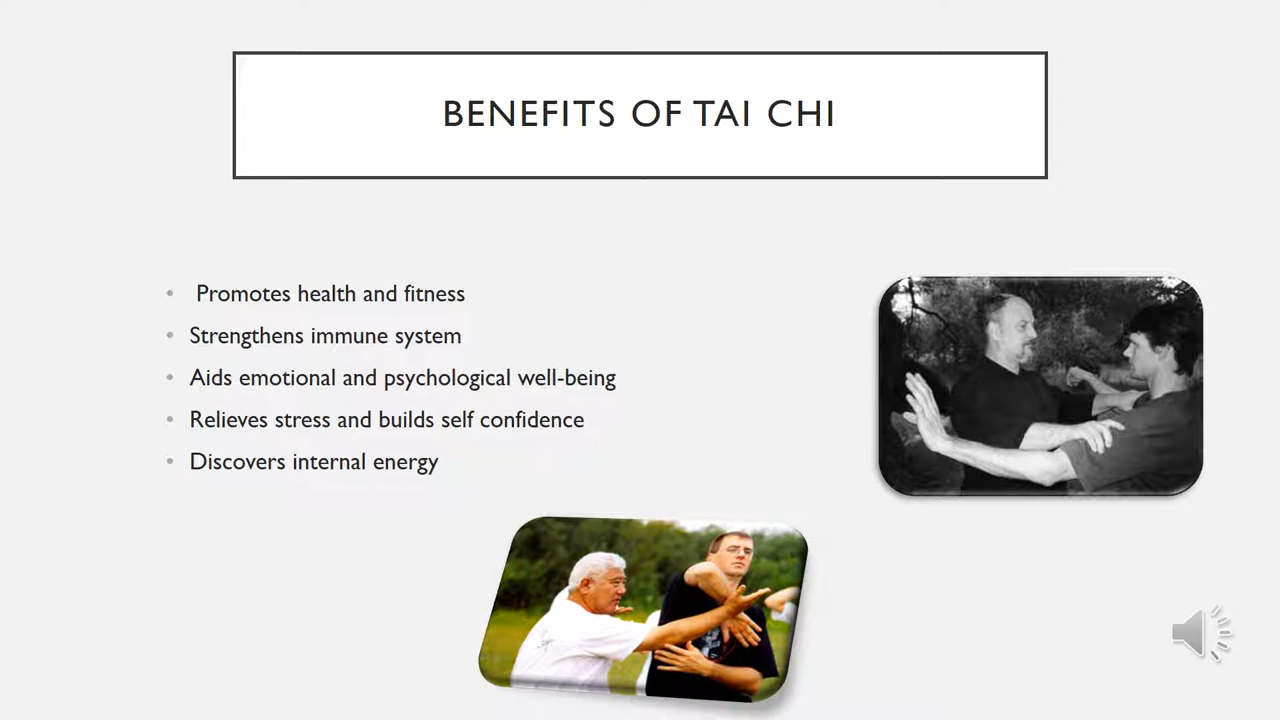 BENEFITS OF TAI CHI
• Promotes health and fitness
• Strengthens immune system
• Aids emotional and psychological well-being
• Relieves stress and builds self confidence
• Discovers internal energy